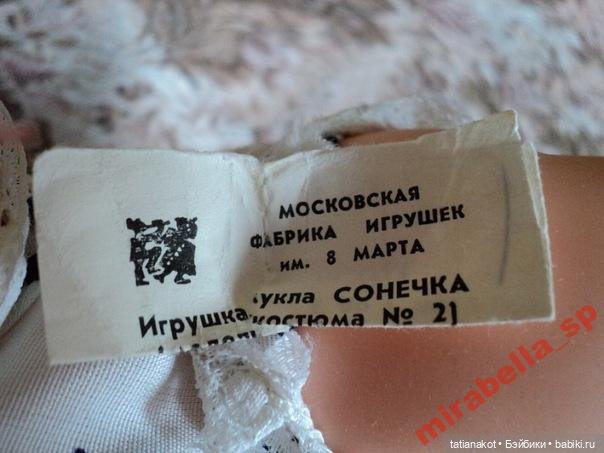 МОСКОВСКАЯ
ФАБРИКА ИГРУШЕК
им. 8 МАРТА
укла СОНЕЧКА
Игрушка
костюма № 21
mirabella_sp
tatianakot • Бэйбики • babiki.ru